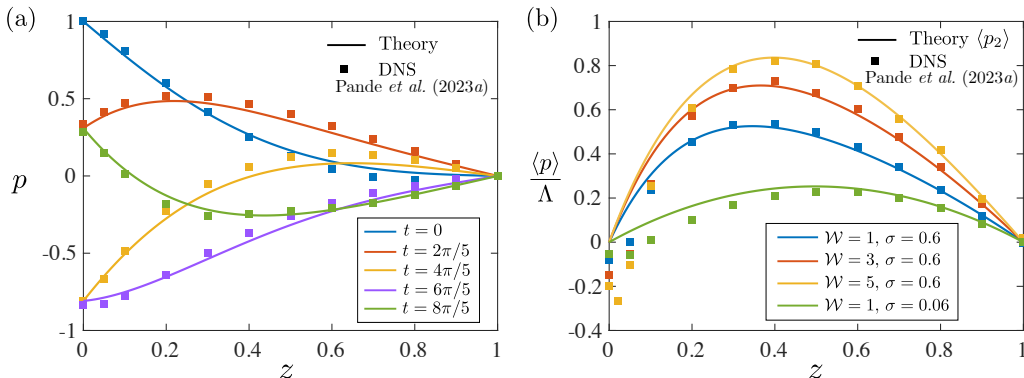 (a)
1
0.5
0
-0.5
-1
p
0
0.2
0.4
0.6
0.8
1
z
Theory
DNS
Pande et al. (2023a)
t = 0
t = 2π/5
t = 4π/5
t = 6π/5
t = 8π/5
(b)
1
0.8
0.6
0.4
0.2
0
-0.2
-0.4
⟨p⟩
Λ
0
0.2
0.4
0.6
0.8
1
z
Theory ⟨p₂⟩
DNS
Pande et al. (2023a)
𝒲 = 1, σ = 0.6
𝒲 = 3, σ = 0.6
𝒲 = 5, σ = 0.6
𝒲 = 1, σ = 0.06